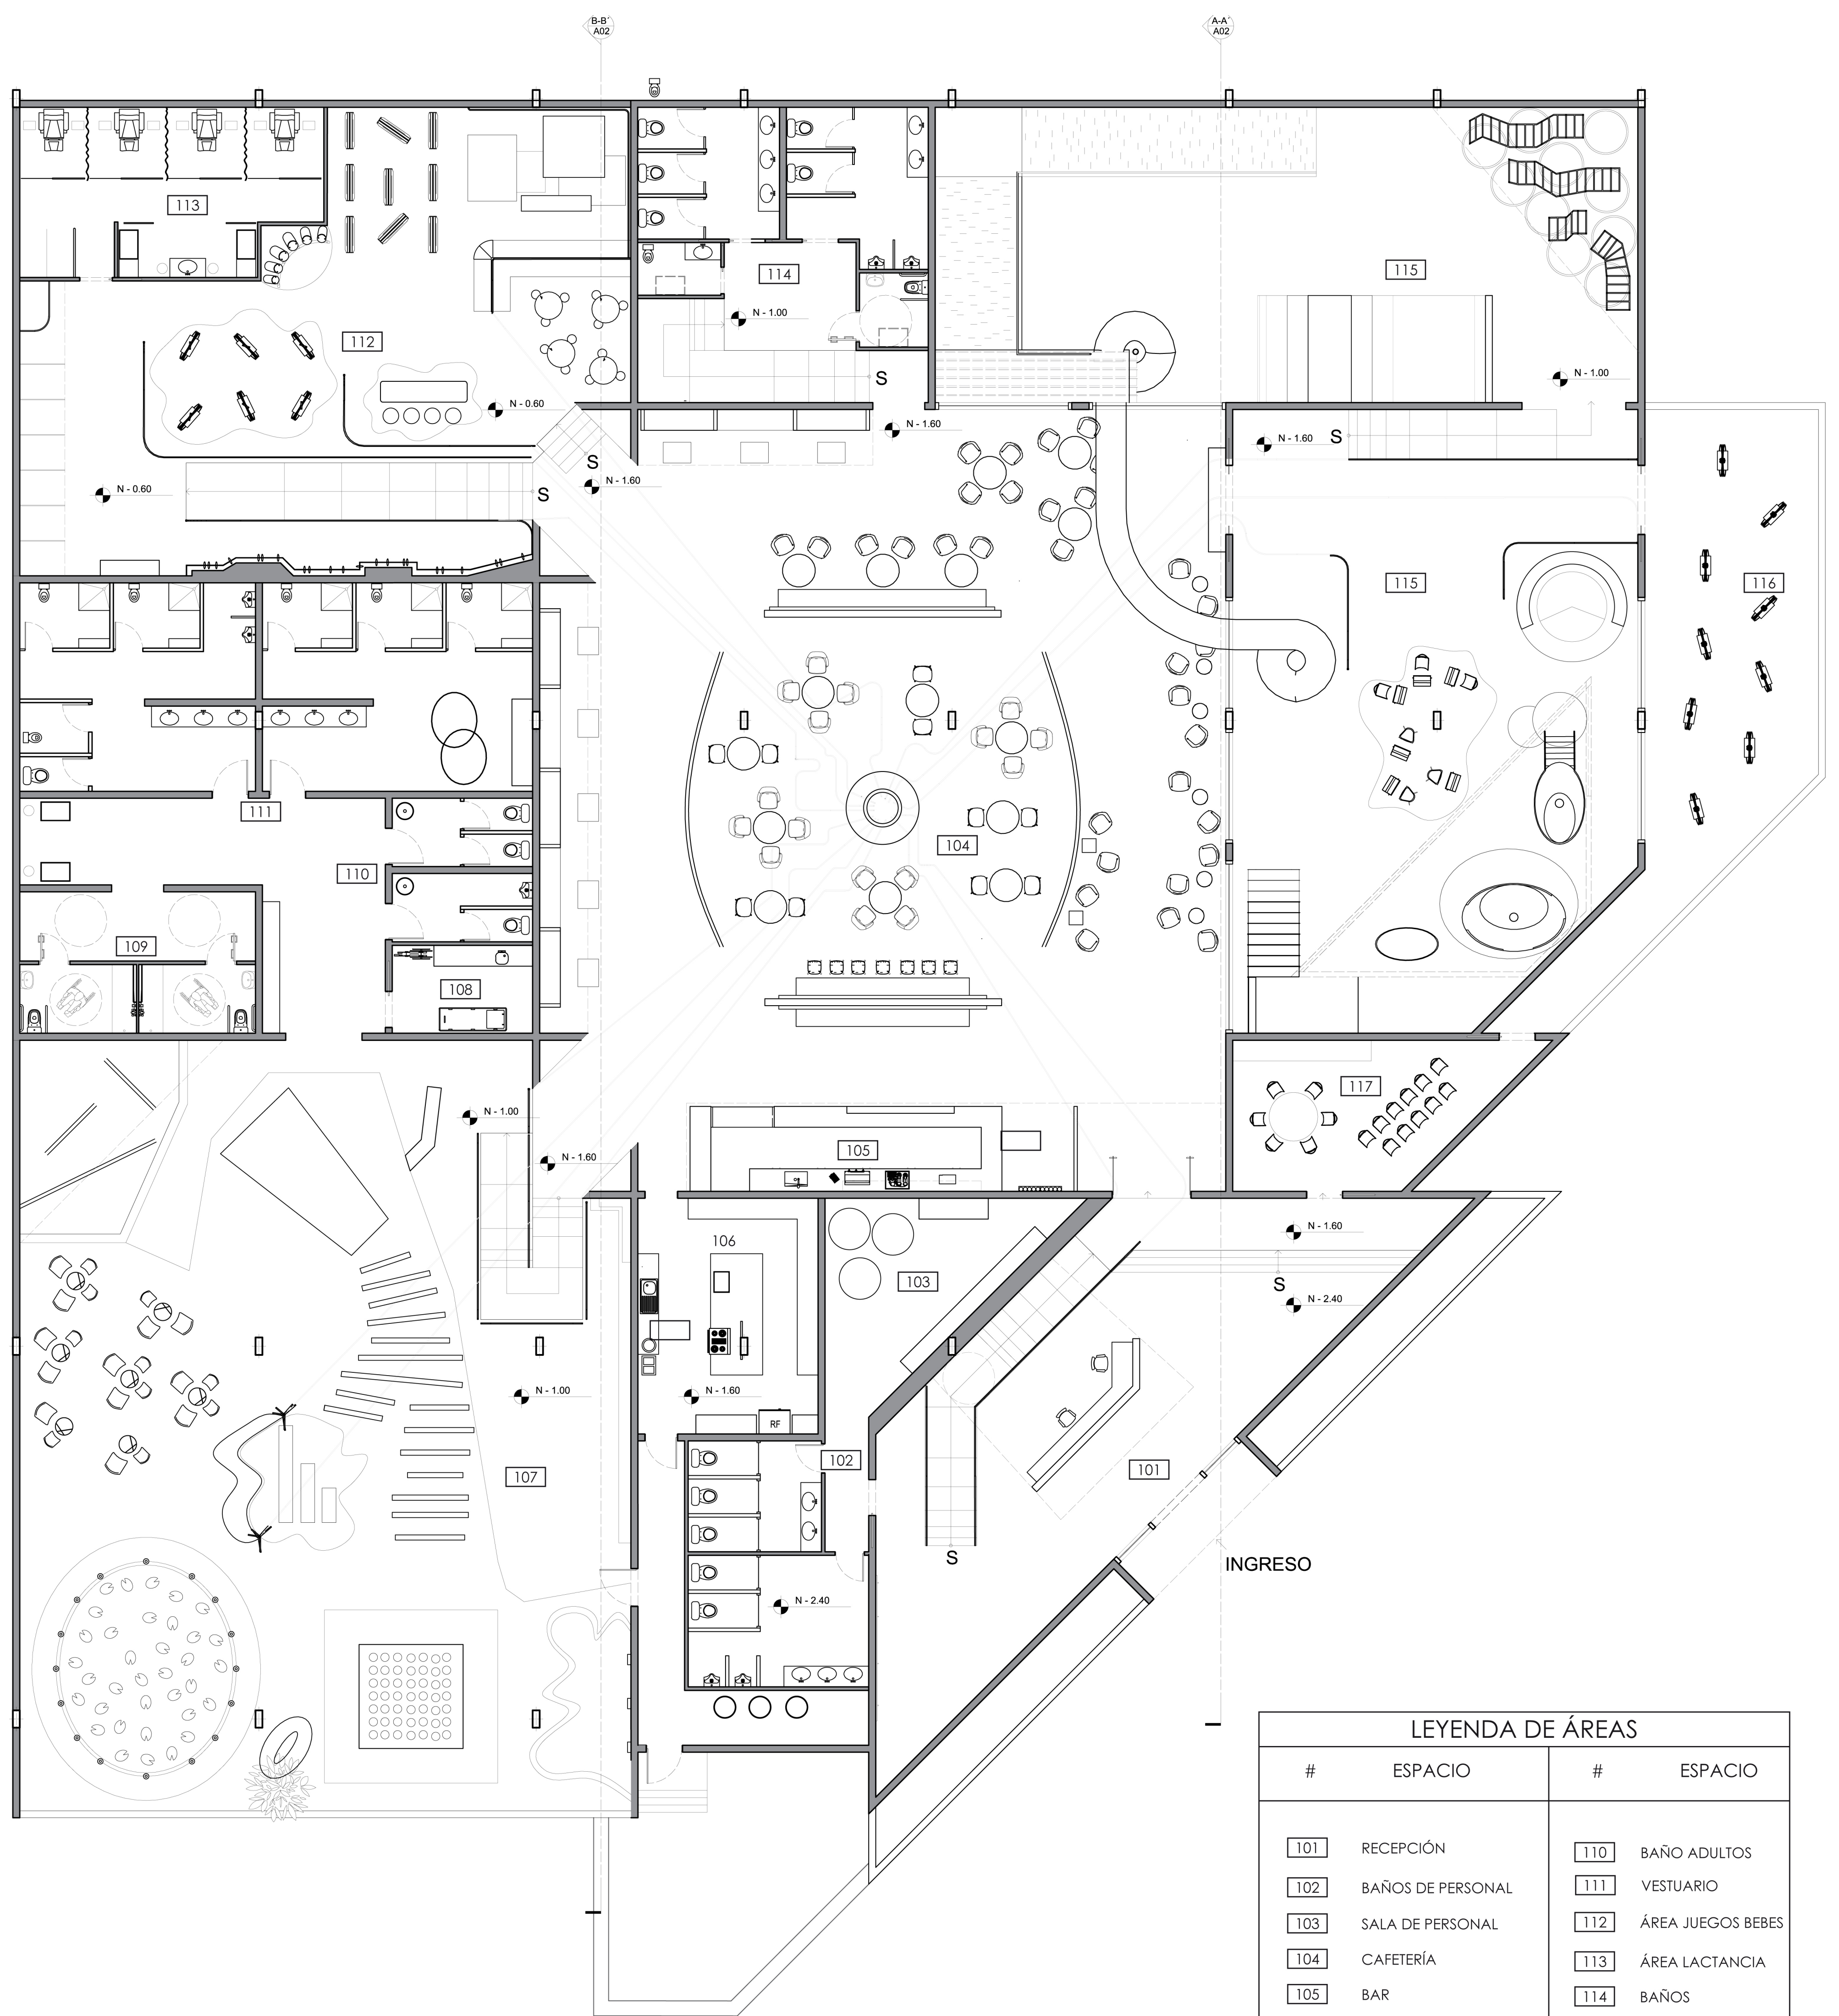 B-B´
A02
A-A´
A02
113
114
115
N - 1.00
112
S
N - 1.00
N - 0.60
N - 1.60
N - 1.60
S
S
N - 0.60
S
N - 1.60
115
116
111
104
110
109
108
N - 1.00
117
N - 1.60
105
106
N - 1.60
103
S
N - 2.40
N - 1.00
N - 1.60
RF
102
101
107
S
INGRESO
N - 2.40
LEYENDA DE ÁREAS
# ESPACIO # ESPACIO
101 RECEPCIÓN 110 BAÑO ADULTOS
102 BAÑOS DE PERSONAL 111 VESTUARIO
103 SALA DE PERSONAL 112 ÁREA JUEGOS BEBES
104 CAFETERÍA 113 ÁREA LACTANCIA
105 BAR 114 BAÑOS